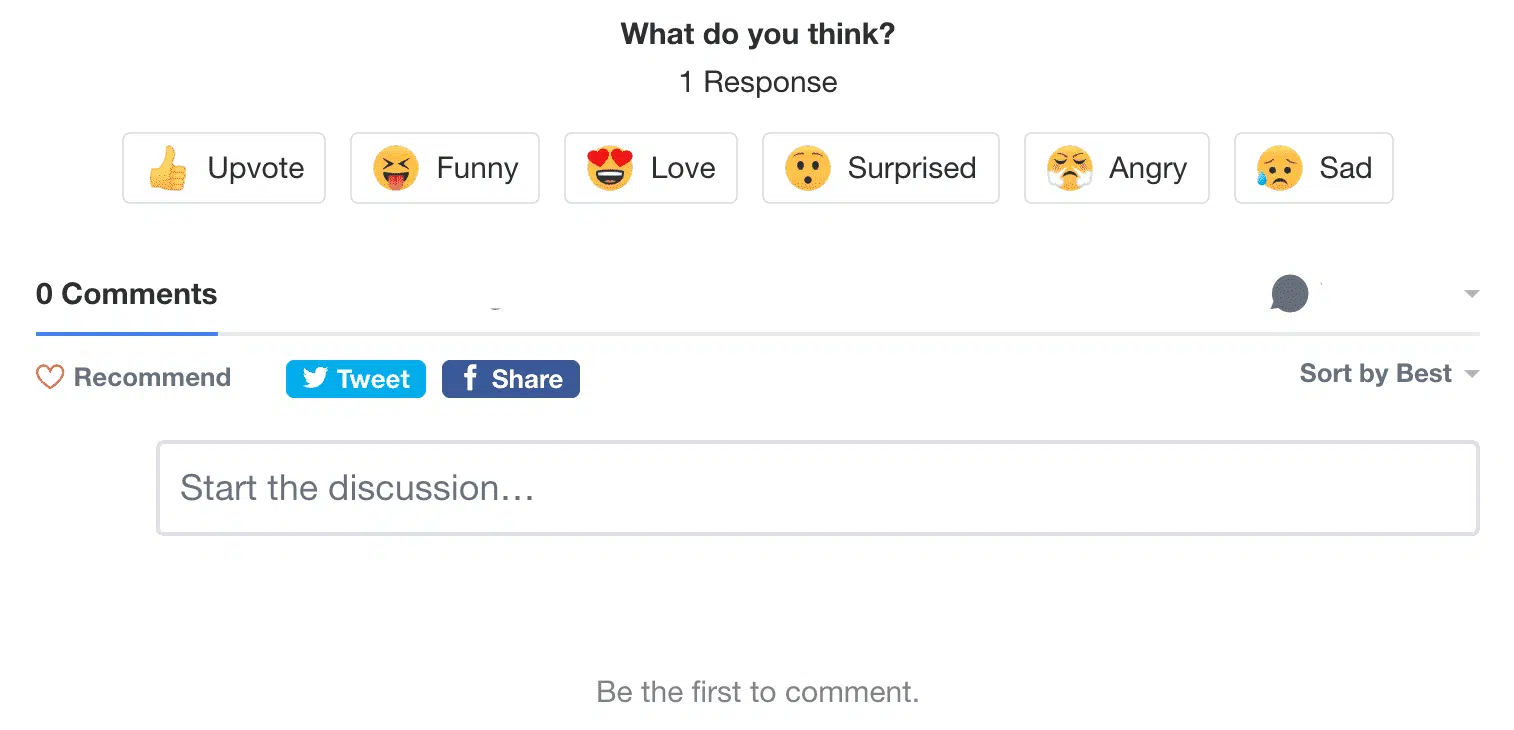 What do you think?
1 Response
Upvote Funny Love Surprised Angry Sad
0 Comments
Recommend Tweet Share Sort by Best
Start the discussion…
Be the first to comment.